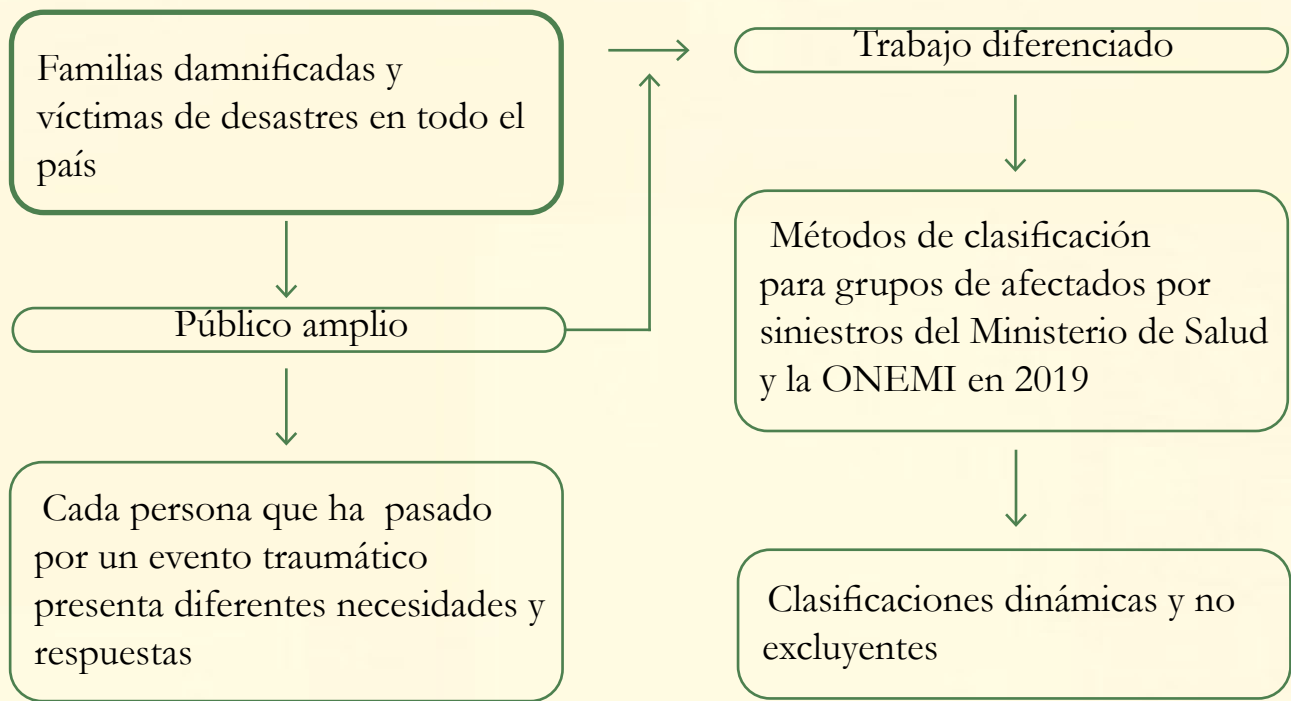 Familias damnificadas y
víctimas de desastres en todo el
país
Público amplio
Cada persona que ha pasado
por un evento traumático
presenta diferentes necesidades y
respuestas
Trabajo diferenciado
Métodos de clasificación
para grupos de afectados por
siniestros del Ministerio de Salud
y la ONEMI en 2019
Clasificaciones dinámicas y no
excluyentes